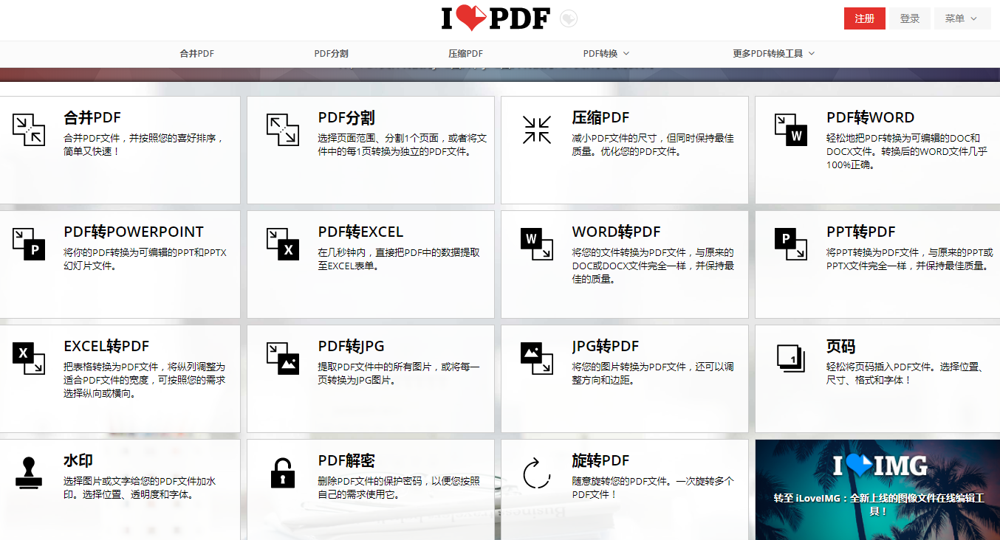 I PDF
注册
登录
菜单
合并PDF
PDF分割
压缩PDF
PDF转换
更多PDF转换工具
合并PDF
合并PDF文件，并按照您的喜好排序，
简单又快速！
PDF分割
选择页面范围、分割1个页面，或者将文
件中的每1页转换为独立的PDF文件。
压缩PDF
减小PDF文件的尺寸，但同时保持最佳
质量。优化您的PDF文件。
W
PDF转WORD
轻松地把PDF转换为可编辑的DOC和
DOCX文件。转换后的WORD文件几乎
100%正确。
P
PDF转POWERPOINT
将你的PDF转换为可编辑的PPT和PPTX
幻灯片文件。
X
PDF转EXCEL
在几秒钟内，直接把PDF中的数据提取
至EXCEL表单。
W
WORD转PDF
将您的文件转换为PDF文件，与原来的
DOC或DOCX文件完全一样，并保持最
佳的质量。
P
PPT转PDF
将PPT转换为PDF文件，与原来的PPT或
PPTX文件完全一样，并保持最佳质量。
X
EXCEL转PDF
把表格转换为PDF文件，将纵列调整为
适合PDF文件的宽度，可按照您的需求
选择纵向或横向。
PDF转JPG
提取PDF文件中的所有图片，或将每一
页转换为JPG图片。
JPG转PDF
将您的图片转换为PDF文件，还可以调
整方向和边距。
1
页码
轻松将页码插入PDF文件。选择位置、
尺寸、格式和字体！
水印
选择图片或文字给您的PDF文件加水
印。选择位置、透明度和字体。
PDF解密
删除PDF文件的保护密码，以便您按照
自己的需求使用它。
旋转PDF
随意旋转您的PDF文件。一次旋转多个
PDF文件！
I IMG
转至 iLoveIMG：全新上线的图像文件在线编辑工
具！